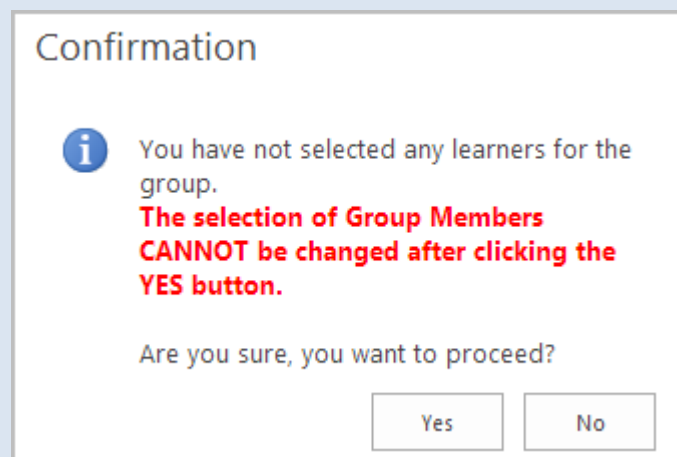 Confirmation
You have not selected any learners for the
group.
The selection of Group Members
CANNOT be changed after clicking the
YES button.
Are you sure, you want to proceed?
Yes No